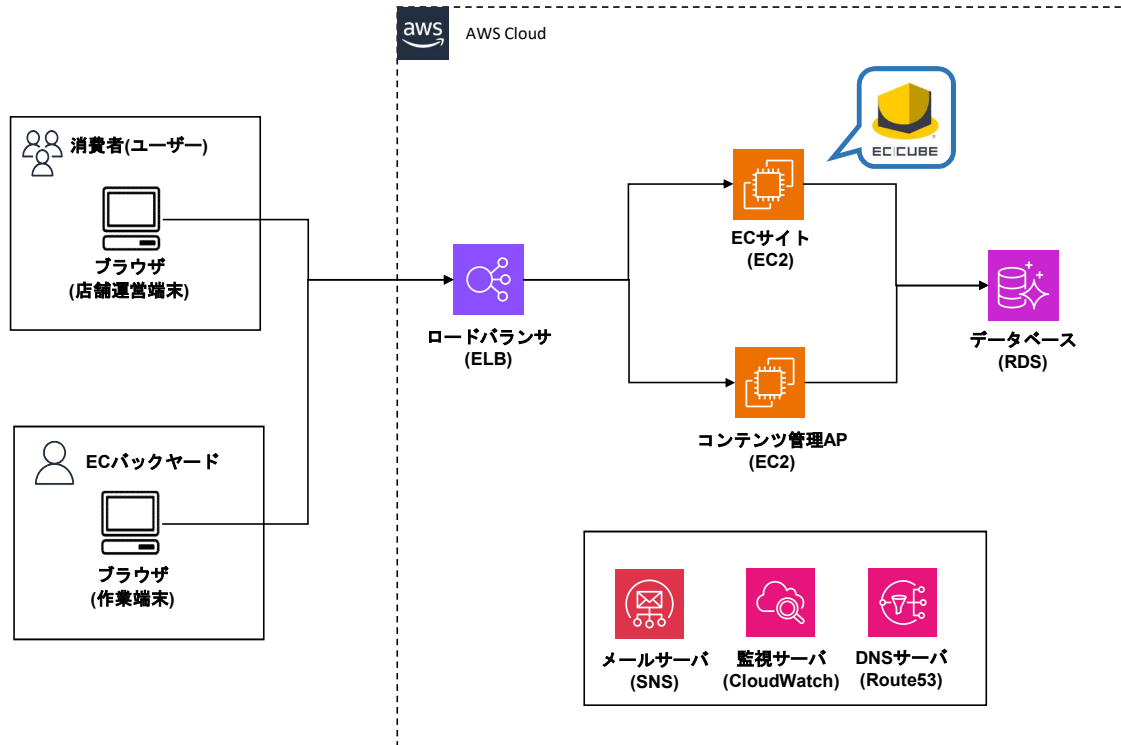 aws
AWS Cloud
消費者(ユーザー)
ブラウザ
(店舗運営端末)
ECバックヤード
ブラウザ
(作業端末)
ロードバランサ
(ELB)
EC CUBE
ECサイト
(EC2)
コンテンツ管理AP
(EC2)
データベース
(RDS)
メールサーバ
(SNS)
監視サーバ
(CloudWatch)
DNSサーバ
(Route53)